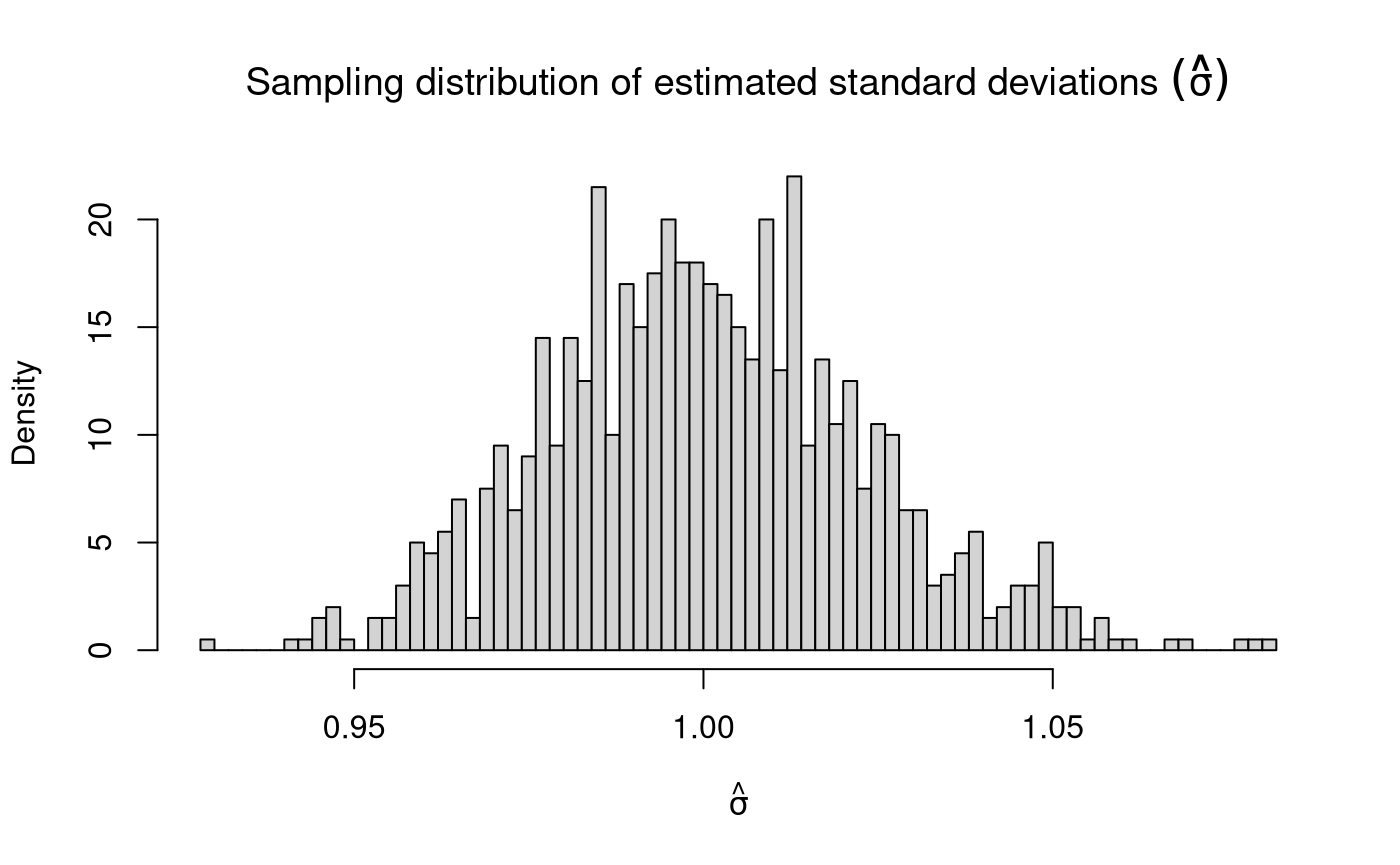 Sampling distribution of estimated standard deviations (σ̂)
Density
20
15
10
5
0
0.95 1.00 1.05
σ̂